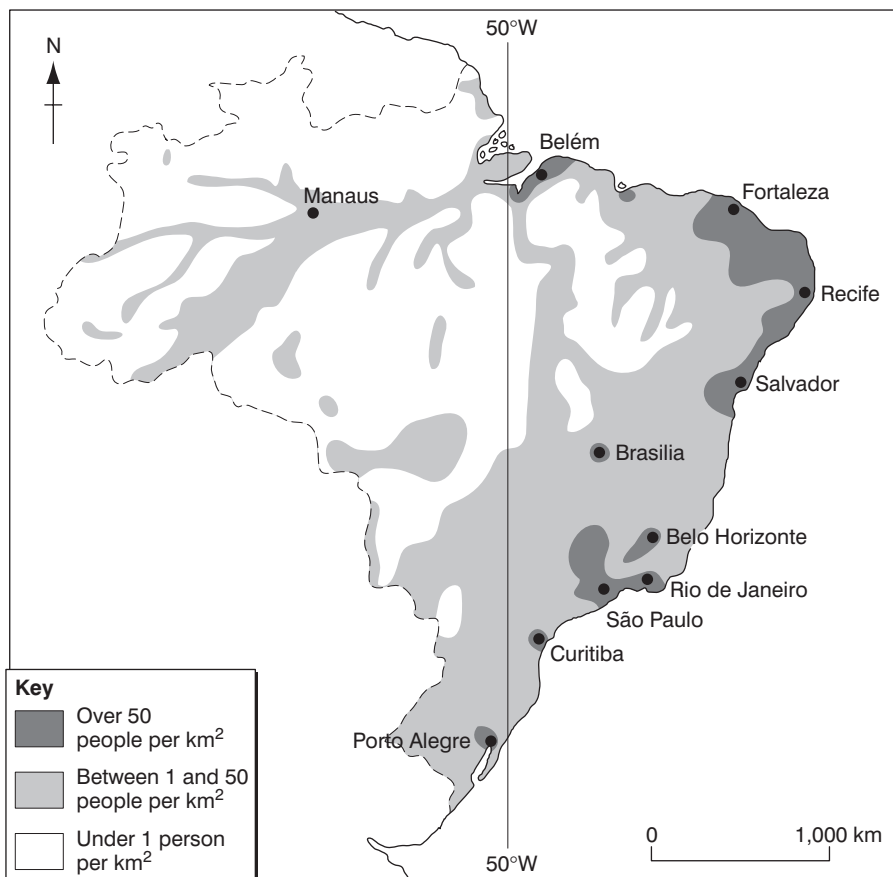 50°W
N
Belém
Manaus
Fortaleza
Recife
Salvador
Brasilia
Belo Horizonte
Rio de Janeiro
São Paulo
Curitiba
Porto Alegre
Key
Over 50
people per km²
Between 1 and 50
people per km²
Under 1 person
per km²
50°W
0 1,000 km